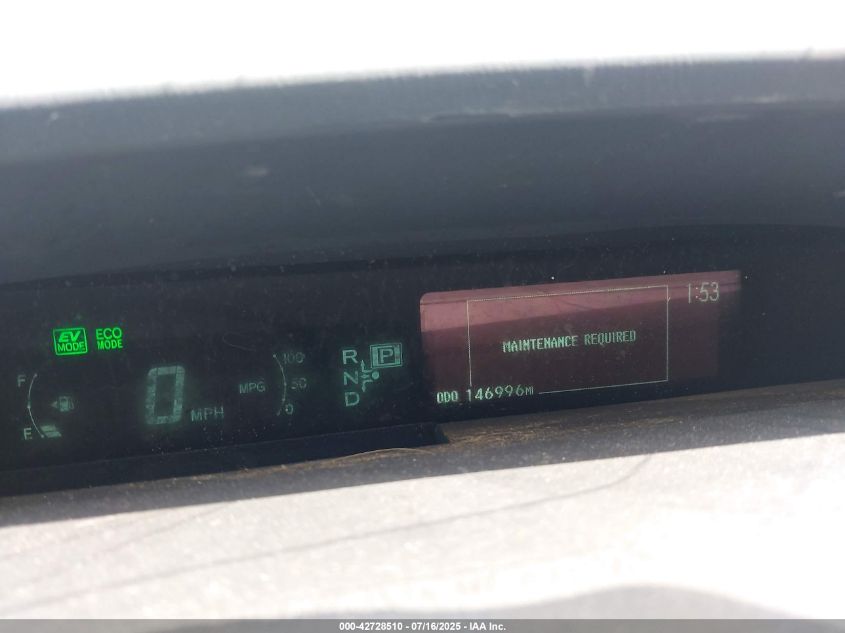 EV MODE
ECO MODE
F
E
0 MPH
MPG
100
50
0
R
N
D
P
1:53
MAINTENANCE REQUIRED
ODO 146996MI
000-42728510 - 07/16/2025 - IAA Inc.